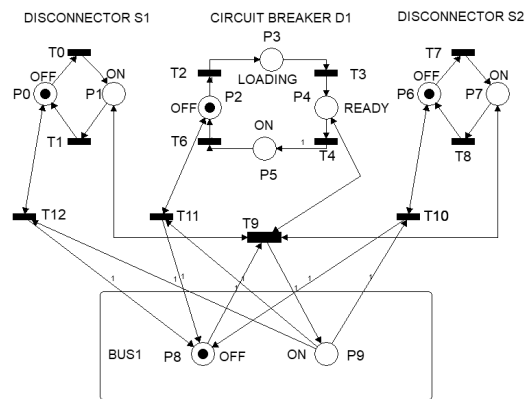 DISCONNECTOR S1
CIRCUIT BREAKER D1
DISCONNECTOR S2
P3
T0
T7
T2
LOADING
T3
OFF
ON
OFF
ON
P0
P1
P2
P4
P6
P7
OFF
READY
ON
T1
T6
1
T4
T8
P5
T12
T11
T9
T10
1
1
1
1
1
1
1
1
BUS1
P8
OFF
ON
P9